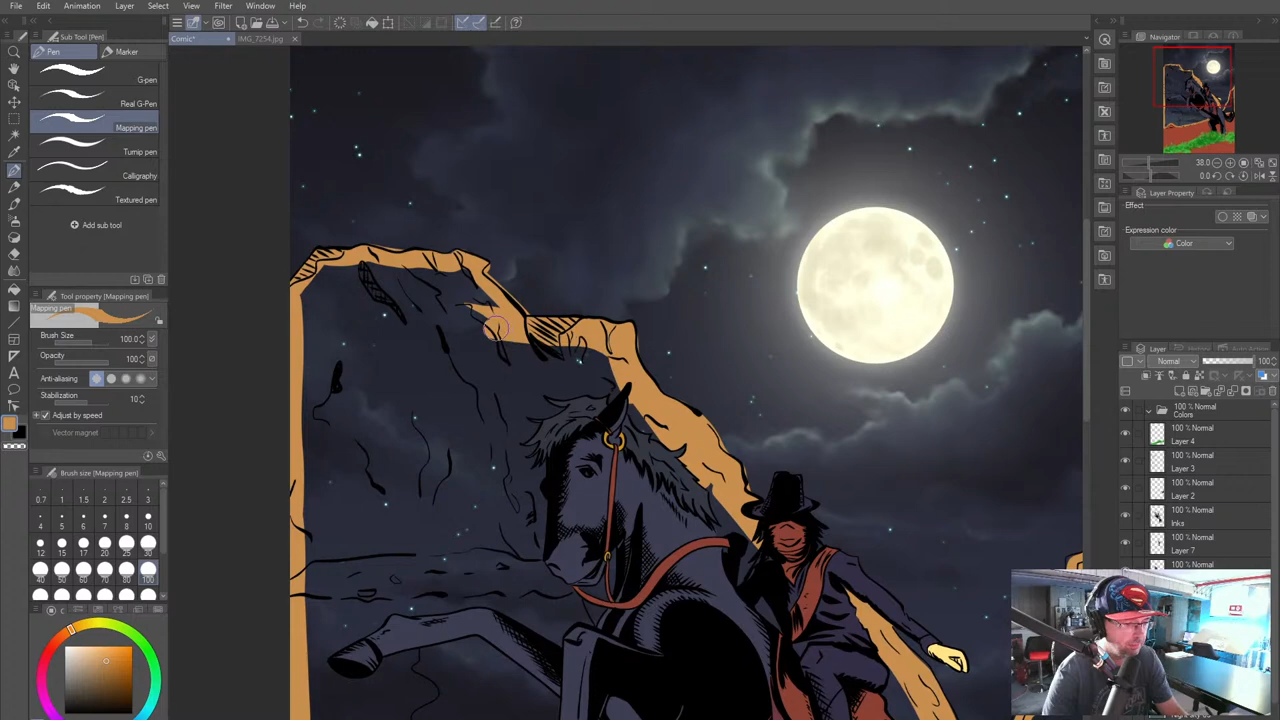 File Edit Animation Layer Select View Filter Window Help
Sub Tool [Pen]
Comic* IMG_7254.jpg
Navigator
Pen Marker
G-pen
Real G-Pen
Mapping pen
Turnip pen
Calligraphy
Textured pen
Add sub tool
38.0
0.0
Layer Property
Effect
Expression color
Color
Tool property [Mapping pen]
Mapping pen
Brush Size 100.0
Opacity 100
Anti-aliasing
Stabilization 10
Adjust by speed
Vector magnet
Brush size [Mapping pen]
0.7 1 1.5 2 2.5 3
4 5 6 7 8 10
12 15 17 20 25 30
40 50 60 70 80 100
Layer
Normal 100
100 % Normal
Colors
100 % Normal
Layer 4
100 % Normal
Layer 3
100 % Normal
Layer 2
100 % Normal
Inks
100 % Normal
Layer 7
100 % Normal